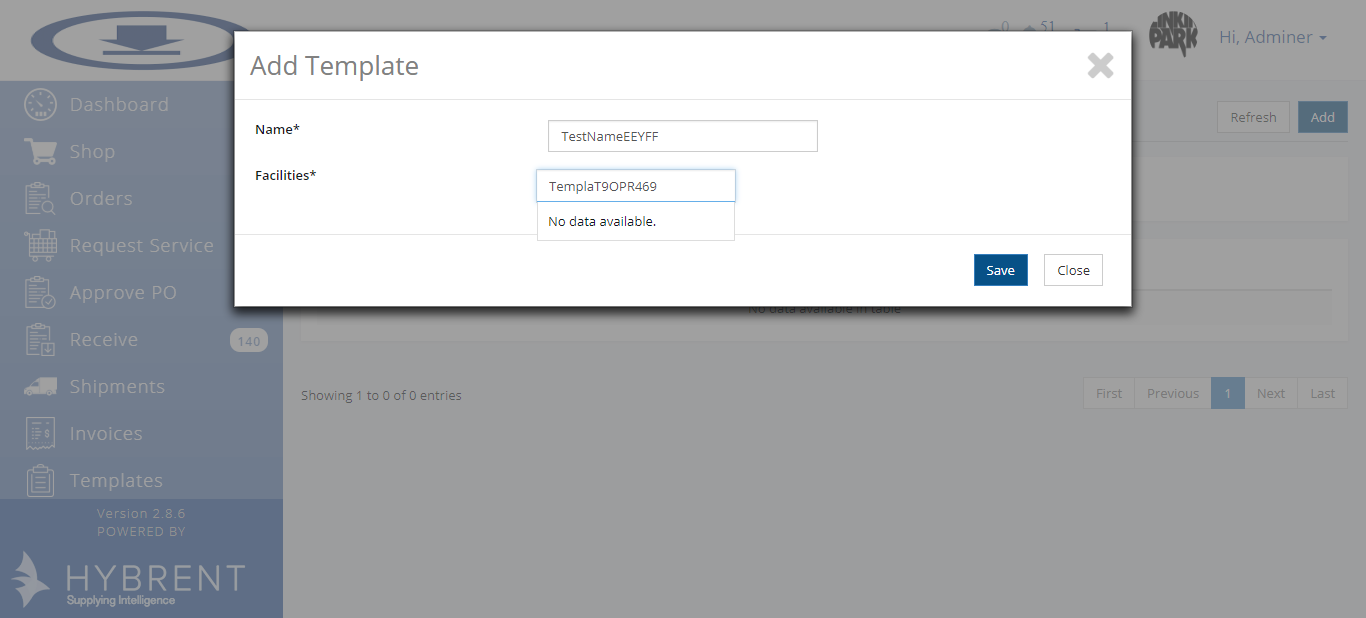 0 51 1
INKII
PARK
Hi, Adminer
Add Template
Name*
TestNameEEYFF
Facilities*
TemplaT9OPR469
No data available.
Save Close
Dashboard
Shop
Orders
Request Service
Approve PO
Receive 140
Shipments
Invoices
Templates
Version 2.8.6
POWERED BY
HYBRENT
Supplying Intelligence
Refresh Add
No data available in table
Showing 1 to 0 of 0 entries
First Previous 1 Next Last